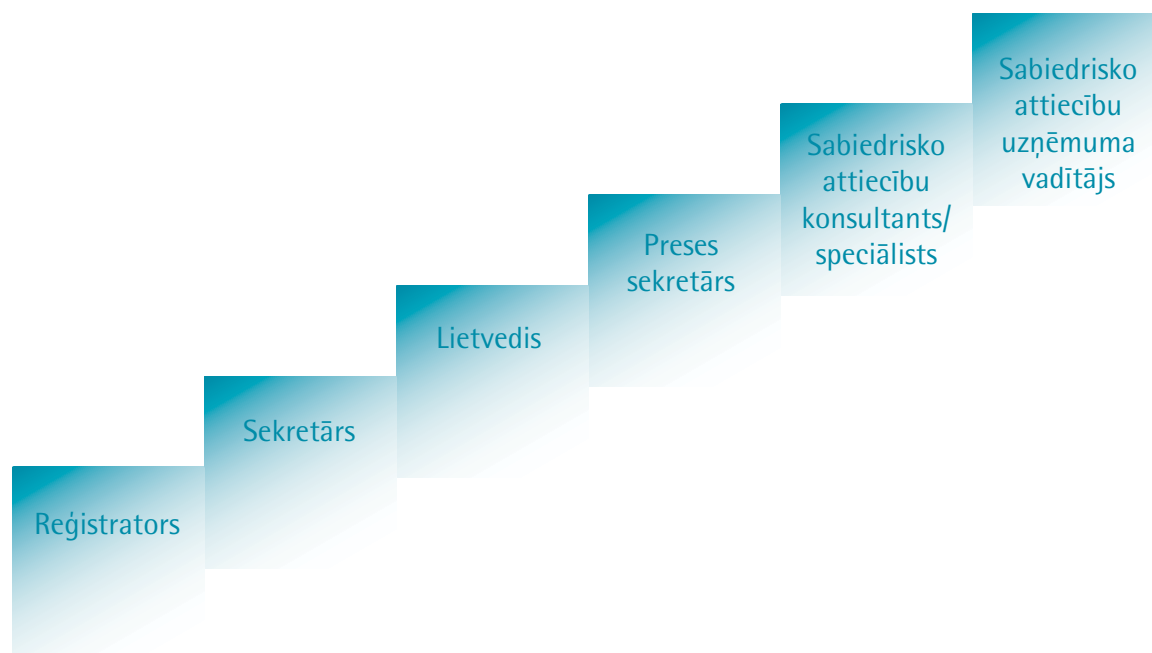 Sabiedrisko
attiecību
uzņēmuma
vadītājs
Sabiedrisko
attiecību
konsultants/
speciālists
Preses
sekretārs
Lietvedis
Sekretārs
Reģistrators